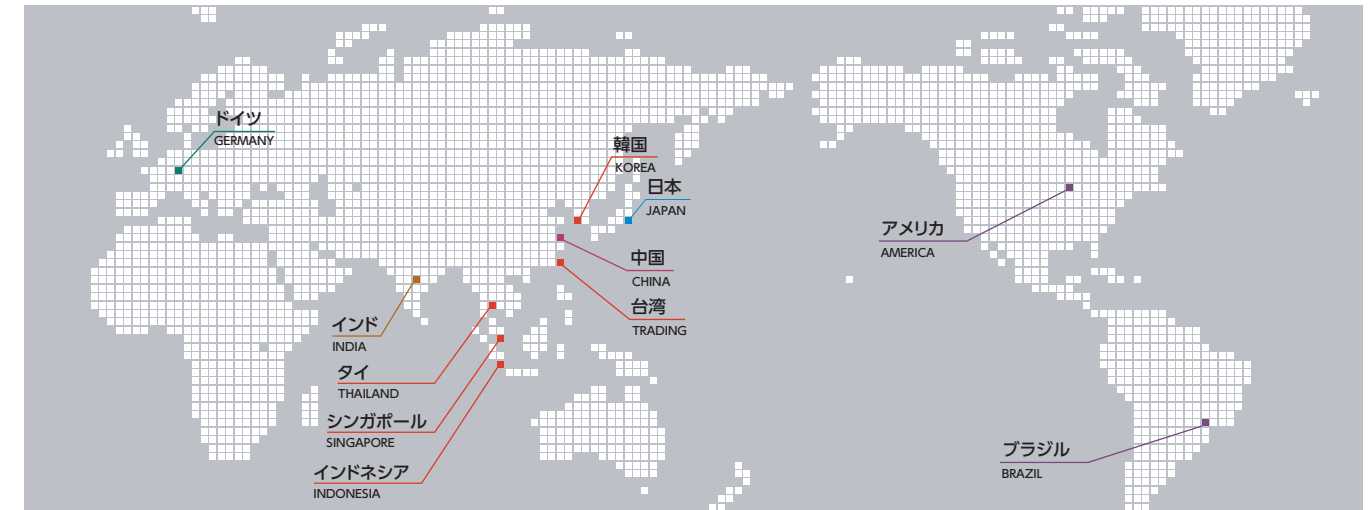 ドイツ
GERMANY
韓国
KOREA
日本
JAPAN
中国
CHINA
台湾
TRADING
インド
INDIA
タイ
THAILAND
シンガポール
SINGAPORE
インドネシア
INDONESIA
アメリカ
AMERICA
ブラジル
BRAZIL